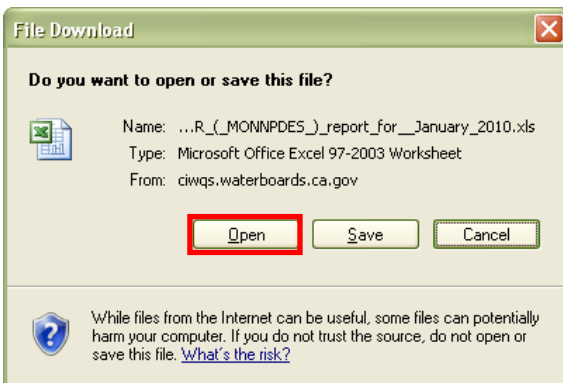 File Download
Do you want to open or save this file?
Name: ...R_(_MONNPDES_)_report_for__January_2010.xls
Type: Microsoft Office Excel 97-2003 Worksheet
From: ciwqs.waterboards.ca.gov
Open Save Cancel
While files from the Internet can be useful, some files can potentially
harm your computer. If you do not trust the source, do not open or
save this file. What's the risk?